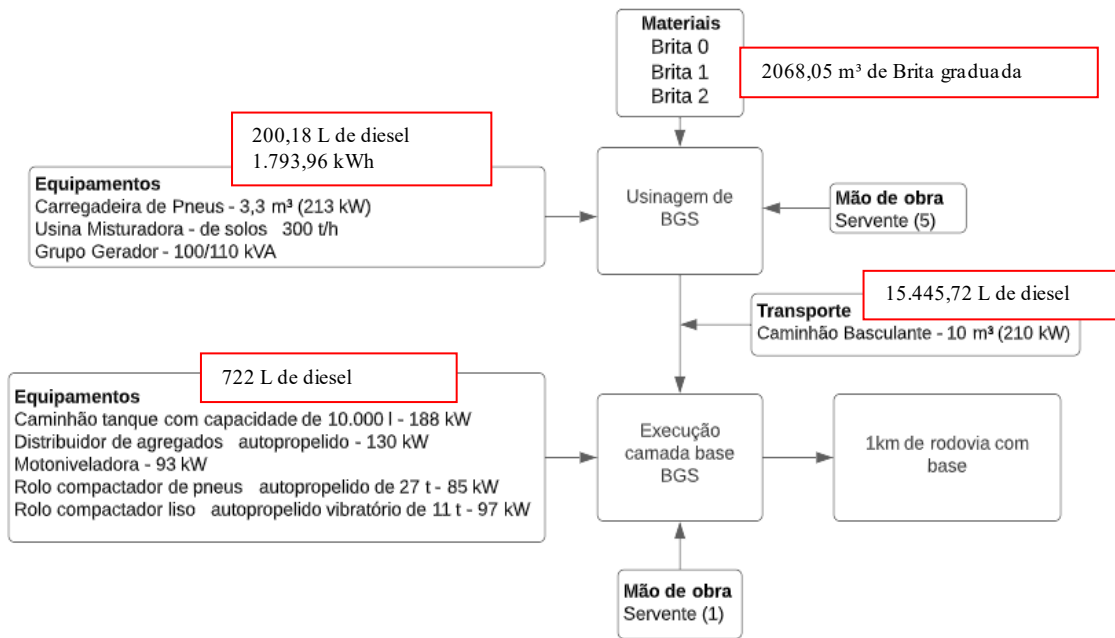 Materiais
Brita 0
Brita 1
Brita 2
2068,05 m³ de Brita graduada
200,18 L de diesel
1.793,96 kWh
Equipamentos
Carregadeira de Pneus - 3,3 m³ (213 kW)
Usina Misturadora - de solos 300 t/h
Grupo Gerador - 100/110 kVA
Usinagem de
BGS
Mão de obra
Servente (5)
15.445,72 L de diesel
Transporte
Caminhão Basculante - 10 m³ (210 kW)
722 L de diesel
Equipamentos
Caminhão tanque com capacidade de 10.000 l - 188 kW
Distribuidor de agregados autopropelido - 130 kW
Motoniveladora - 93 kW
Rolo compactador de pneus autopropelido de 27 t - 85 kW
Rolo compactador liso autopropelido vibratório de 11 t - 97 kW
Execução
camada base
BGS
1km de rodovia com
base
Mão de obra
Servente (1)